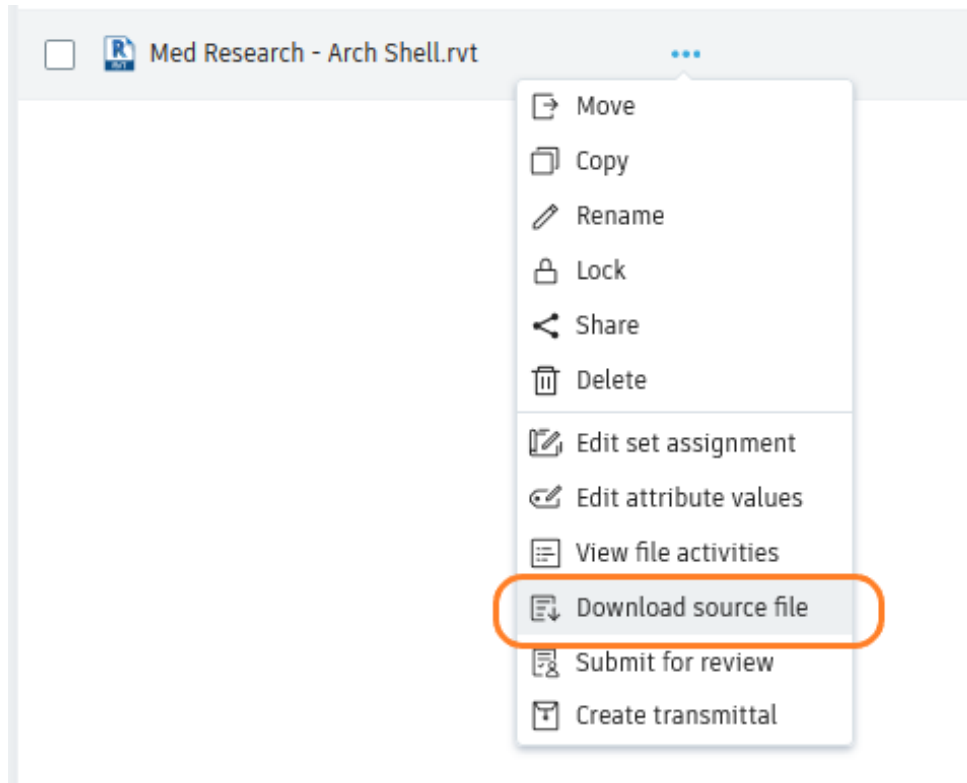 R
RVT
Med Research - Arch Shell.rvt
Move
Copy
Rename
Lock
Share
Delete
Edit set assignment
Edit attribute values
View file activities
Download source file
Submit for review
Create transmittal